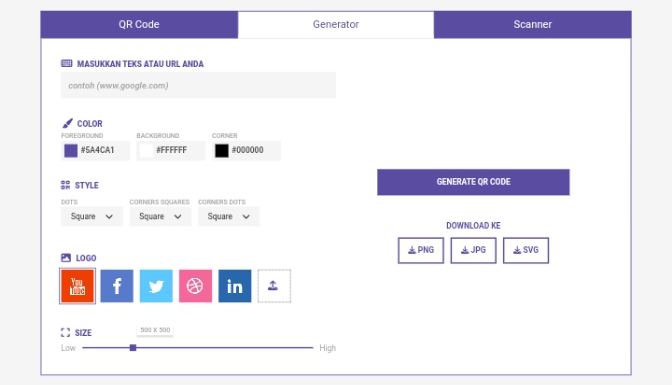 QR Code Generator Scanner
MASUKKAN TEKS ATAU URL ANDA
contoh (www.google.com)
COLOR
FOREGROUND BACKGROUND CORNER
#5A4CA1 #FFFFFF #000000
STYLE
DOTS CORNERS SQUARES CORNERS DOTS
Square Square Square
LOGO
You
Tube
f
in
SIZE 500 X 500
Low High
GENERATE QR CODE
DOWNLOAD KE
PNG JPG SVG